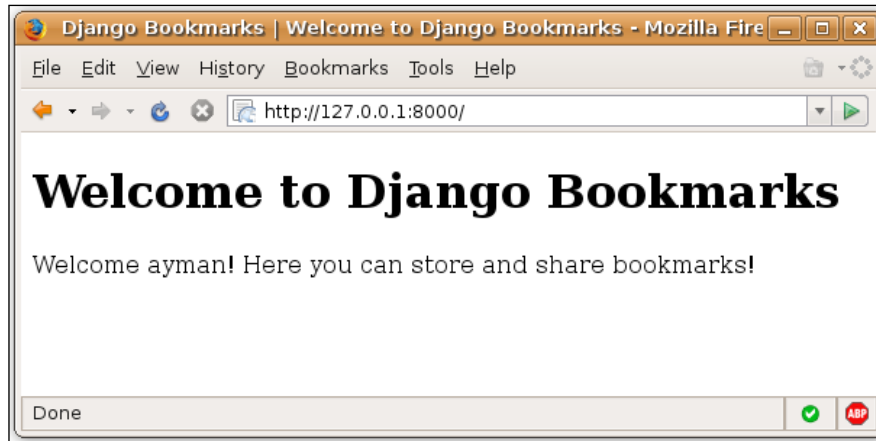 Django Bookmarks | Welcome to Django Bookmarks - Mozilla Fire
File Edit View History Bookmarks Tools Help
http://127.0.0.1:8000/
Welcome to Django Bookmarks
Welcome ayman! Here you can store and share bookmarks!
Done
ABP